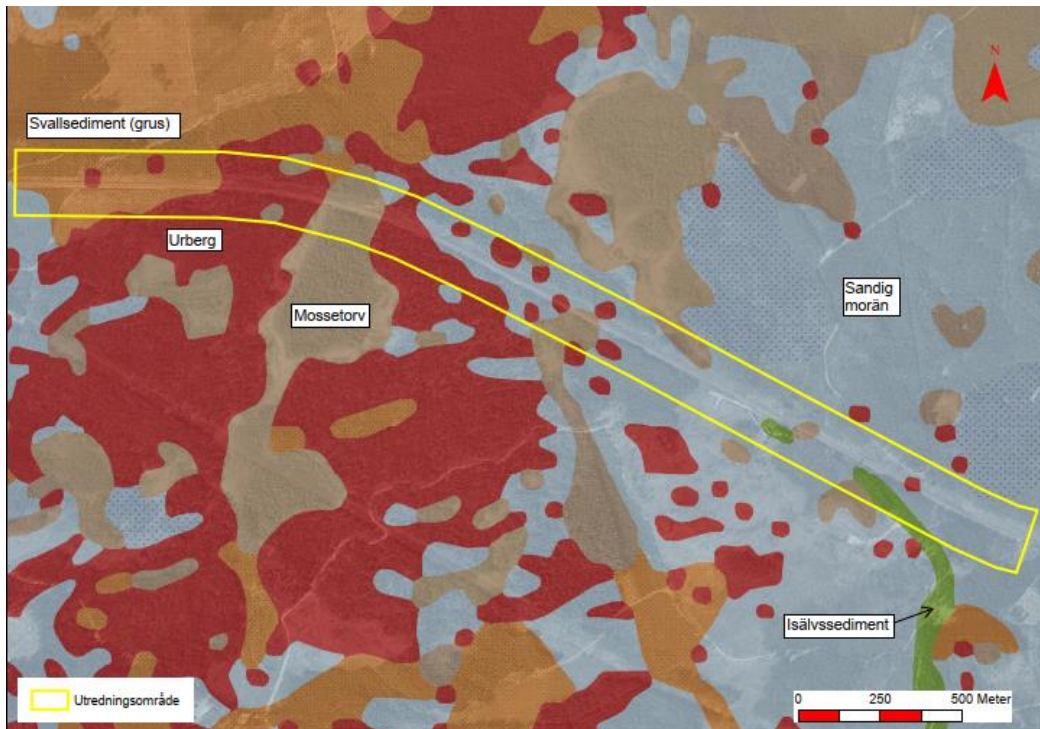 N
Svallsediment (grus)
Urberg
Mossetorv
Sandig
morän
Isälvssediment
Utredningsområde
0 250 500 Meter